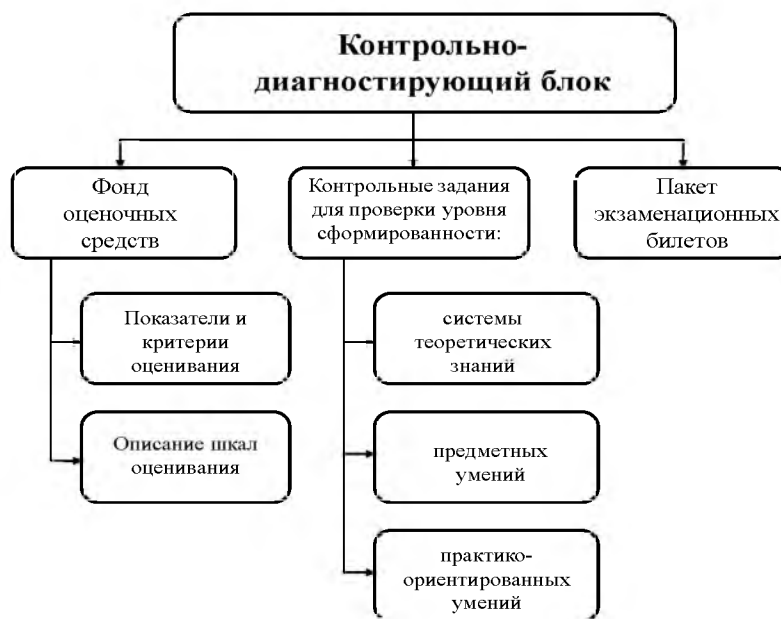 Контрольно-
диагностирующий блок
Фонд
оценочных
средств
Контрольные задания
для проверки уровня
сформированности:
Пакет
экзаменационных
билетов
Показатели и
критерии
оценивания
системы
теоретических
знаний
Описание шкал
оценивания
предметных
умений
практико-
ориентированных
умений